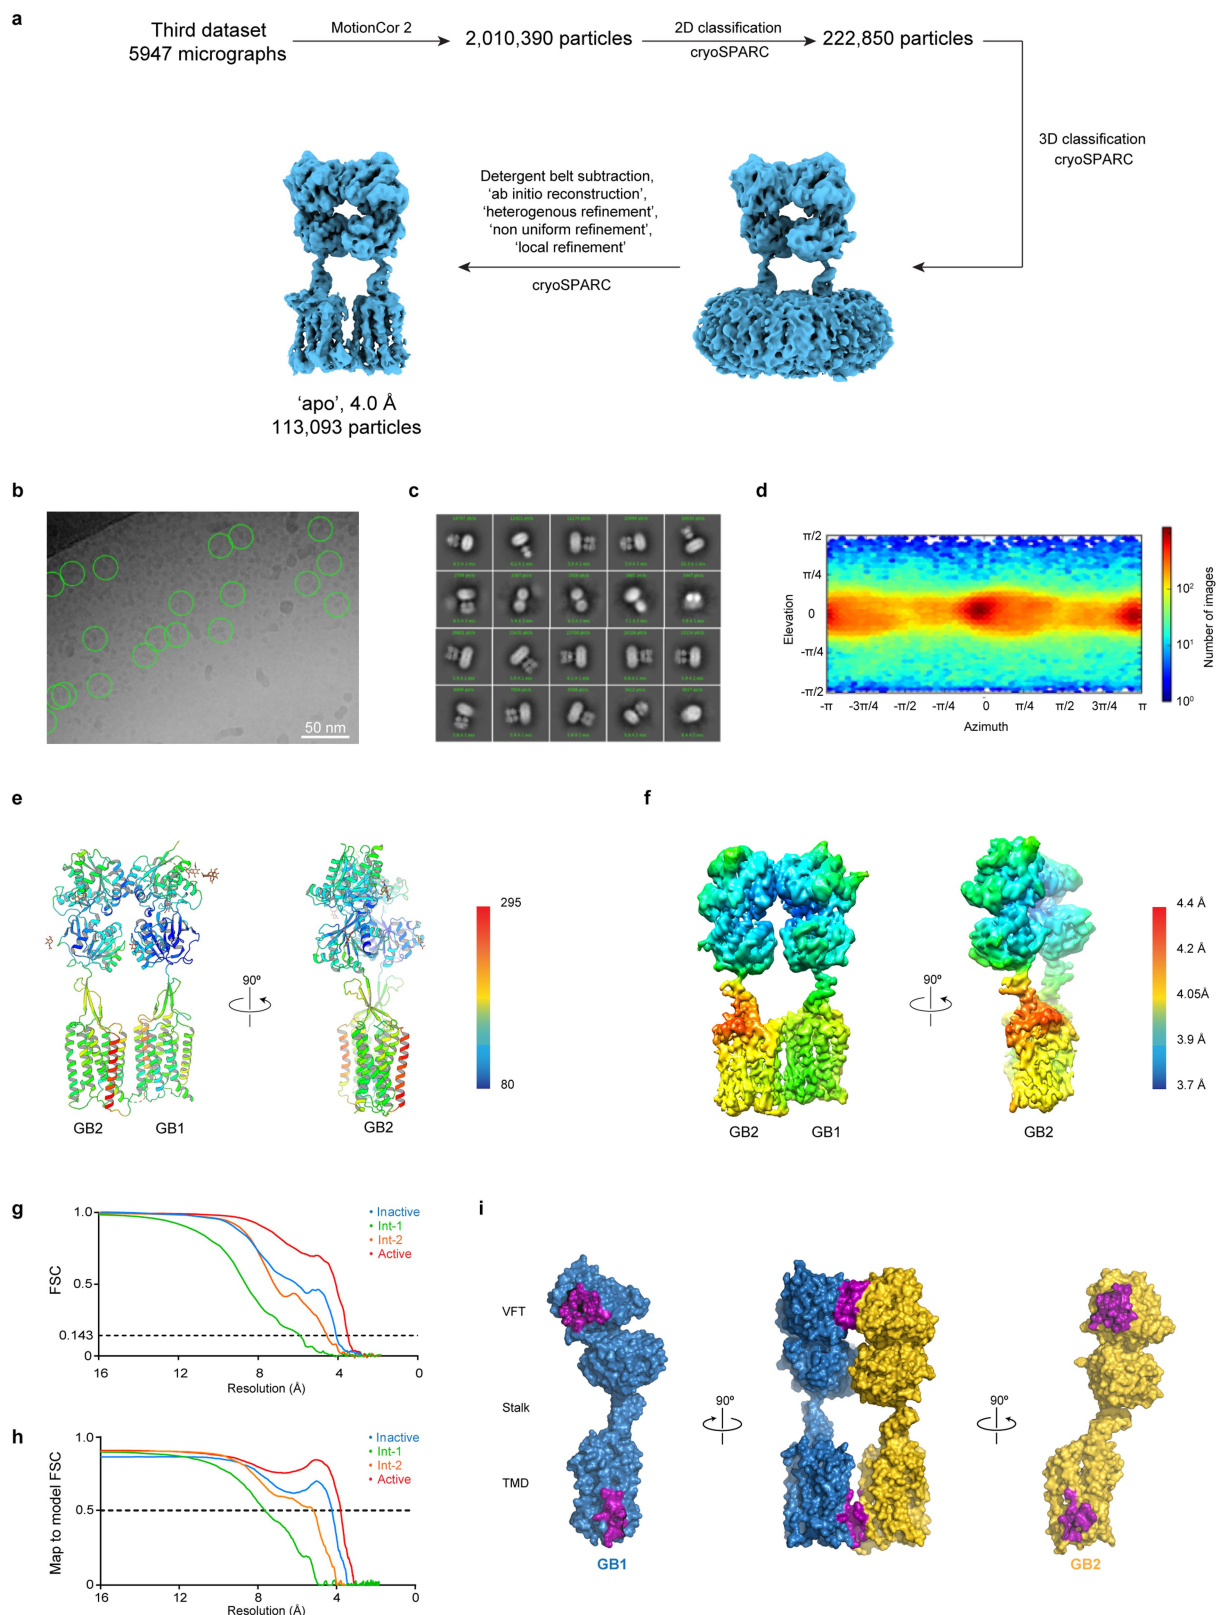 a
Third dataset
5947 micrographs
MotionCor 2
2,010,390 particles
2D classification
cryoSPARC
222,850 particles
3D classification
cryoSPARC
Detergent belt subtraction,
‘ab initio reconstruction’,
‘heterogenous refinement’,
‘non uniform refinement’,
‘local refinement’
cryoSPARC
‘apo’, 4.0 Å
113,093 particles
b
50 nm
c
d
π/2
π/4
0
-π/4
-π/2
Elevation
-π
-3π/4
-π/2
-π/4
0
π/4
π/2
3π/4
π
Azimuth
10²
10¹
10⁰
Number of images
e
90º
GB2
GB1
GB2
295
80
f
90º
GB2
GB1
GB2
4.4 Å
4.2 Å
4.05Å
3.9 Å
3.7 Å
g
1.0
0.5
0.143
0
FSC
16
12
8
4
0
Resolution (Å)
• Inactive
• Int-1
• Int-2
• Active
h
1.0
0.5
0
Map to model FSC
16
12
8
4
0
Resolution (Å)
• Inactive
• Int-1
• Int-2
• Active
i
VFT
Stalk
TMD
90º
90º
GB1
GB2